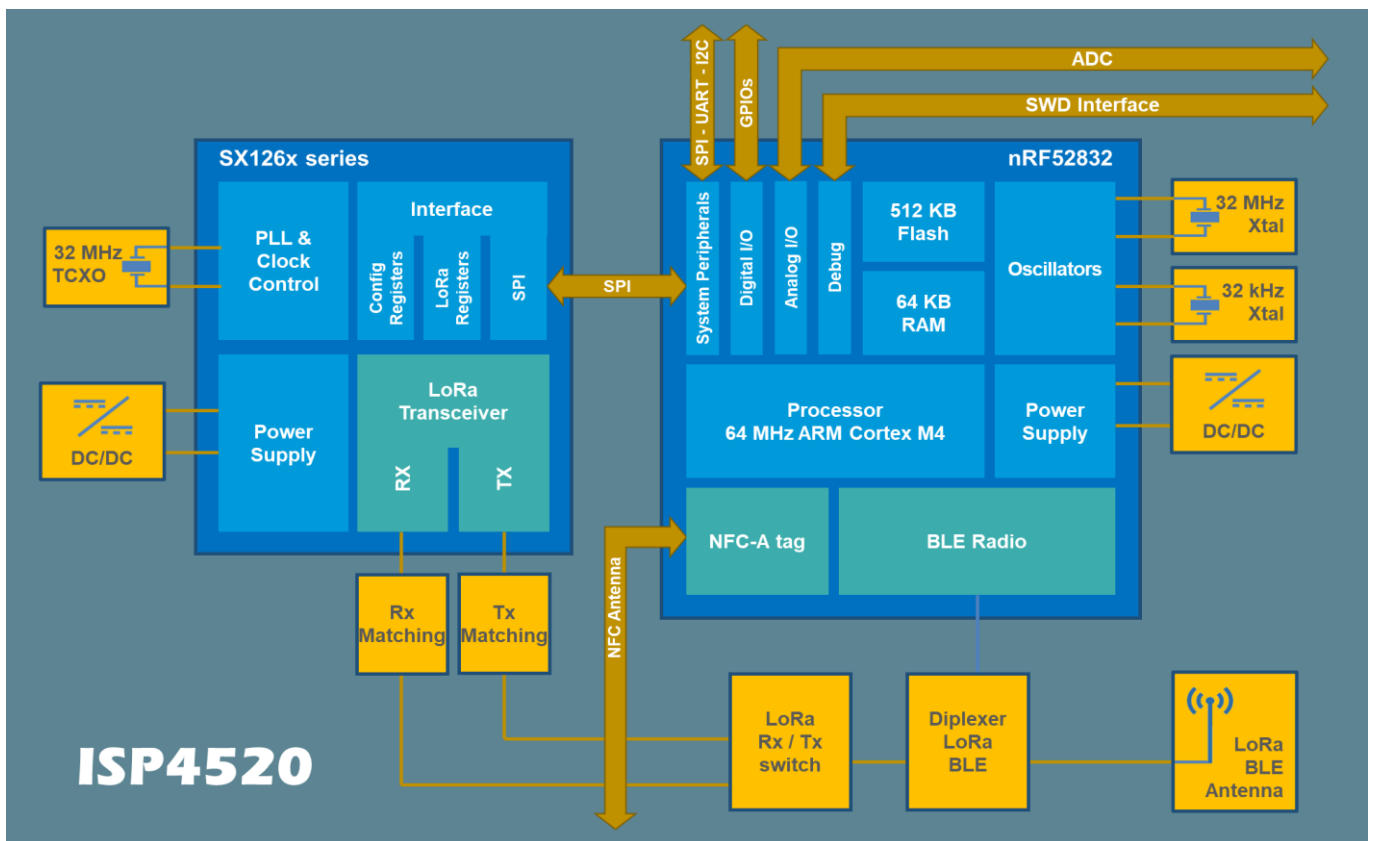 SPI - UART - I2C
GPIOs
ADC
SWD Interface
SX126x series
PLL &
Clock
Control
Interface
Config
Registers
LoRa
Registers
SPI
32 MHz
TCXO
Power
Supply
DC/DC
LoRa
Transceiver
RX
TX
SPI
nRF52832
System Peripherals
Digital I/O
Analog I/O
Debug
512 KB
Flash
64 KB
RAM
Oscillators
32 MHz
Xtal
32 kHz
Xtal
Processor
64 MHz ARM Cortex M4
Power
Supply
DC/DC
NFC-A tag
BLE Radio
NFC Antenna
Rx
Matching
Tx
Matching
LoRa
Rx / Tx
switch
Diplexer
LoRa
BLE
LoRa
BLE
Antenna
ISP4520